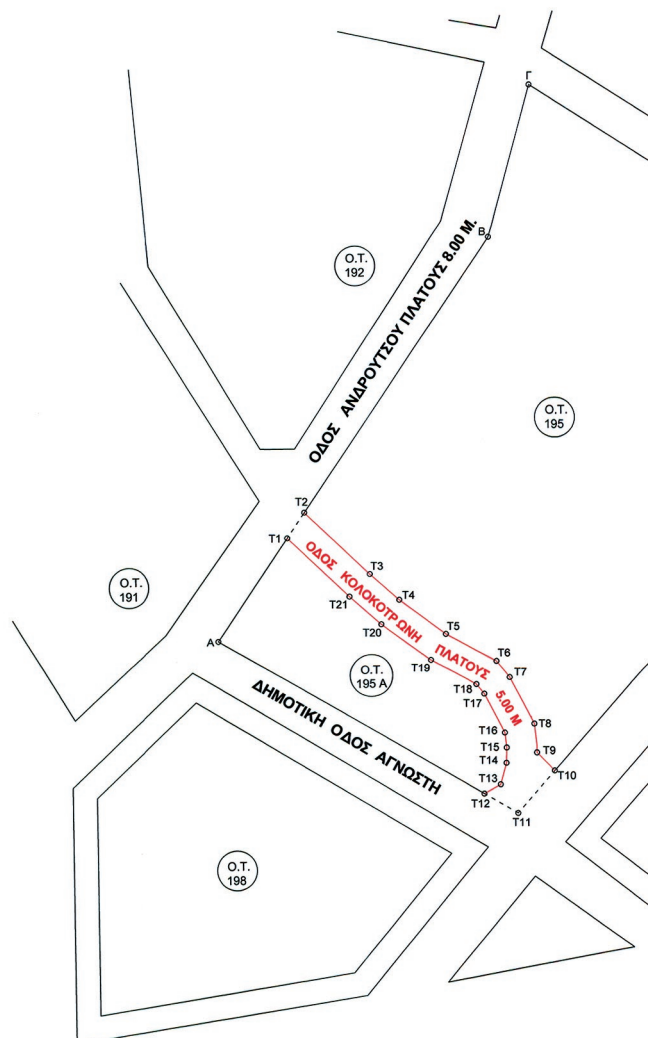 Γ
Β
Ο.Τ.
192
ΟΔΟΣ ΑΝΔΡΟΥΤΣΟΥ ΠΛΑΤΟΥΣ 8.00 Μ.
Ο.Τ.
195
Τ2
Τ1
ΟΔΟΣ ΚΟΛΟΚΟΤΡΩΝΗ ΠΛΑΤΟΥΣ 5.00 Μ
Τ3
Ο.Τ.
191
Τ21
Τ4
Τ20
Τ5
Α
Τ19
Τ6
Ο.Τ.
195 Α
Τ7
Τ18
Τ17
ΔΗΜΟΤΙΚΗ ΟΔΟΣ ΑΓΝΩΣΤΗ
Τ8
Τ16
Τ15
Τ9
Τ14
Τ10
Τ13
Τ12
Τ11
Ο.Τ.
198